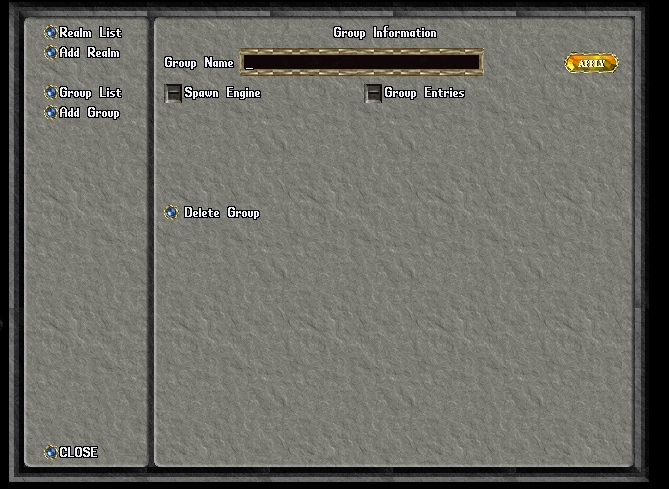 Realm List
Add Realm
Group List
Add Group
CLOSE
Group Information
Group Name
_
APPLY
Spawn Engine
Group Entries
Delete Group